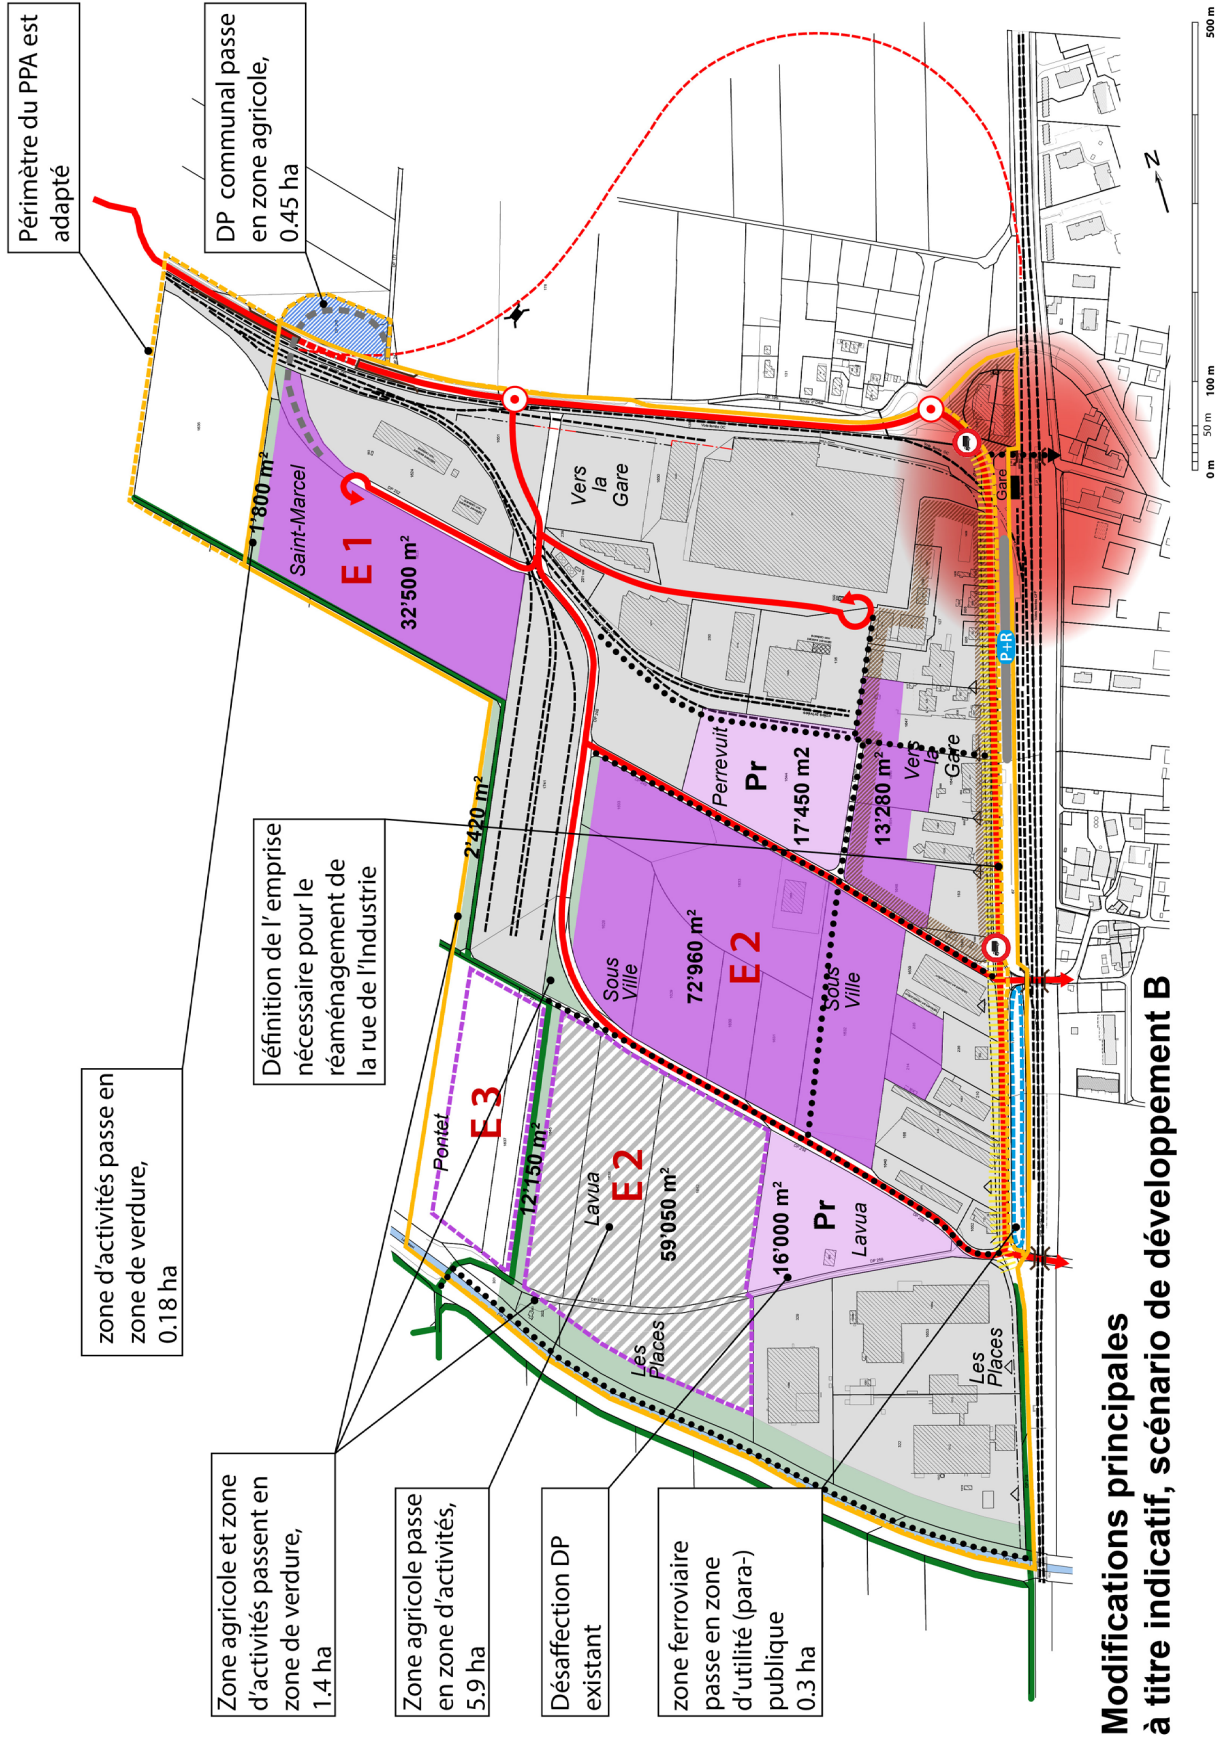 Périmètre du PPA est
adapté
DP communal passe
en zone agricole,
0.45 ha
zone d'activités passe en
zone de verdure,
0.18 ha
Définition de l'emprise
nécessaire pour le
réaménagement de
la rue de l'Industrie
Zone agricole et zone
d'activités passent en
zone de verdure,
1.4 ha
Zone agricole passe
en zone d'activités,
5.9 ha
Désaffection DP
existant
zone ferroviaire
passe en zone
d'utilité (para-)
publique
0.3 ha
1'800 m²
Saint-Marcel
E 1
32'500 m²
Vers
la
Gare
2'420 m²
Pontet
E 3
12'150 m²
Lavua
E 2
59'050 m²
Les
Places
Sous
Ville
72'960 m²
E 2
Sous
Ville
Perrevuit
Pr
17'450 m2
13'280 m²
Vers
la
Gare
16'000 m²
Pr
Lavua
Les
Places
Gare
P+R
N
0 m
50 m
100 m
500 m
Modifications principales
à titre indicatif, scénario de développement B